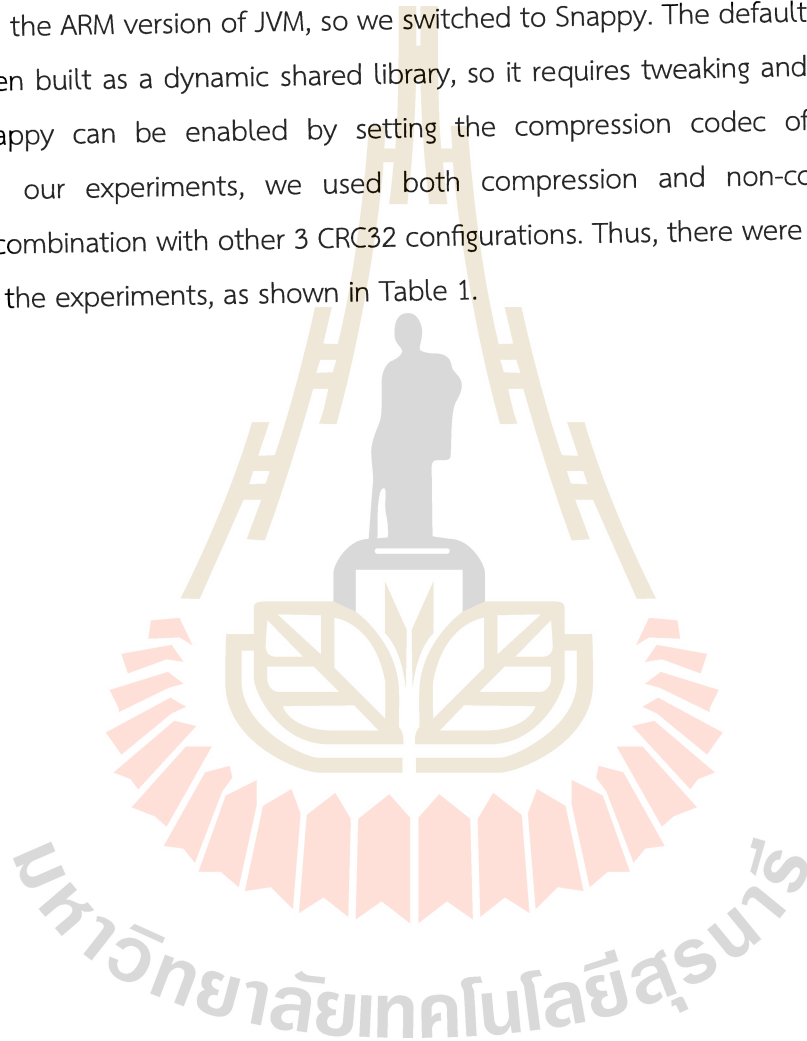 the ARM version of JVM, so we switched to Snappy. The default
en built as a dynamic shared library, so it requires tweaking and
appy can be enabled by setting the compression codec of
our experiments, we used both compression and non-co
combination with other 3 CRC32 configurations. Thus, there were
the experiments, as shown in Table 1.
มหาวิทยาลัยเทคโนโลยีสุรนารี